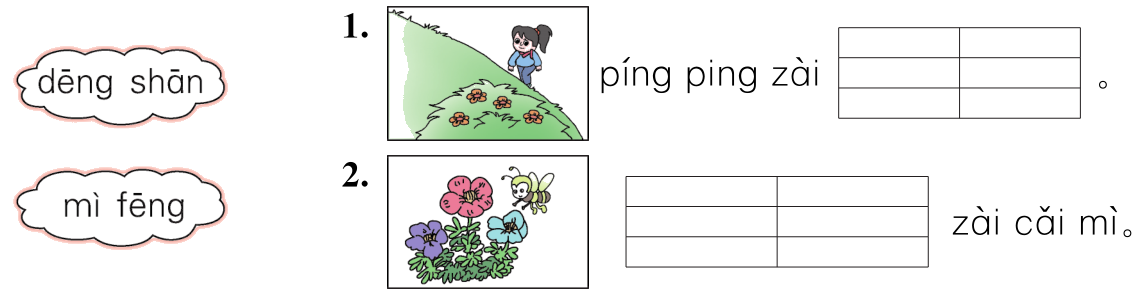 dēng shān
mì fēng
1.
píng ping zài 。
2.
zài cǎi mì。